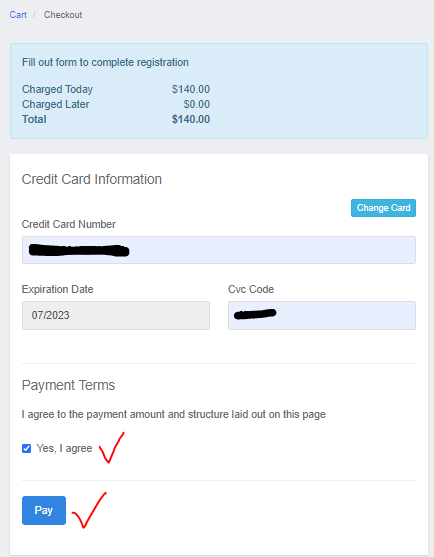 Cart / Checkout
Fill out form to complete registration
Charged Today $140.00
Charged Later $0.00
Total $140.00
Credit Card Information
Change Card
Credit Card Number
Expiration Date Cvc Code
07/2023
Payment Terms
I agree to the payment amount and structure laid out on this page
Yes, I agree
Pay